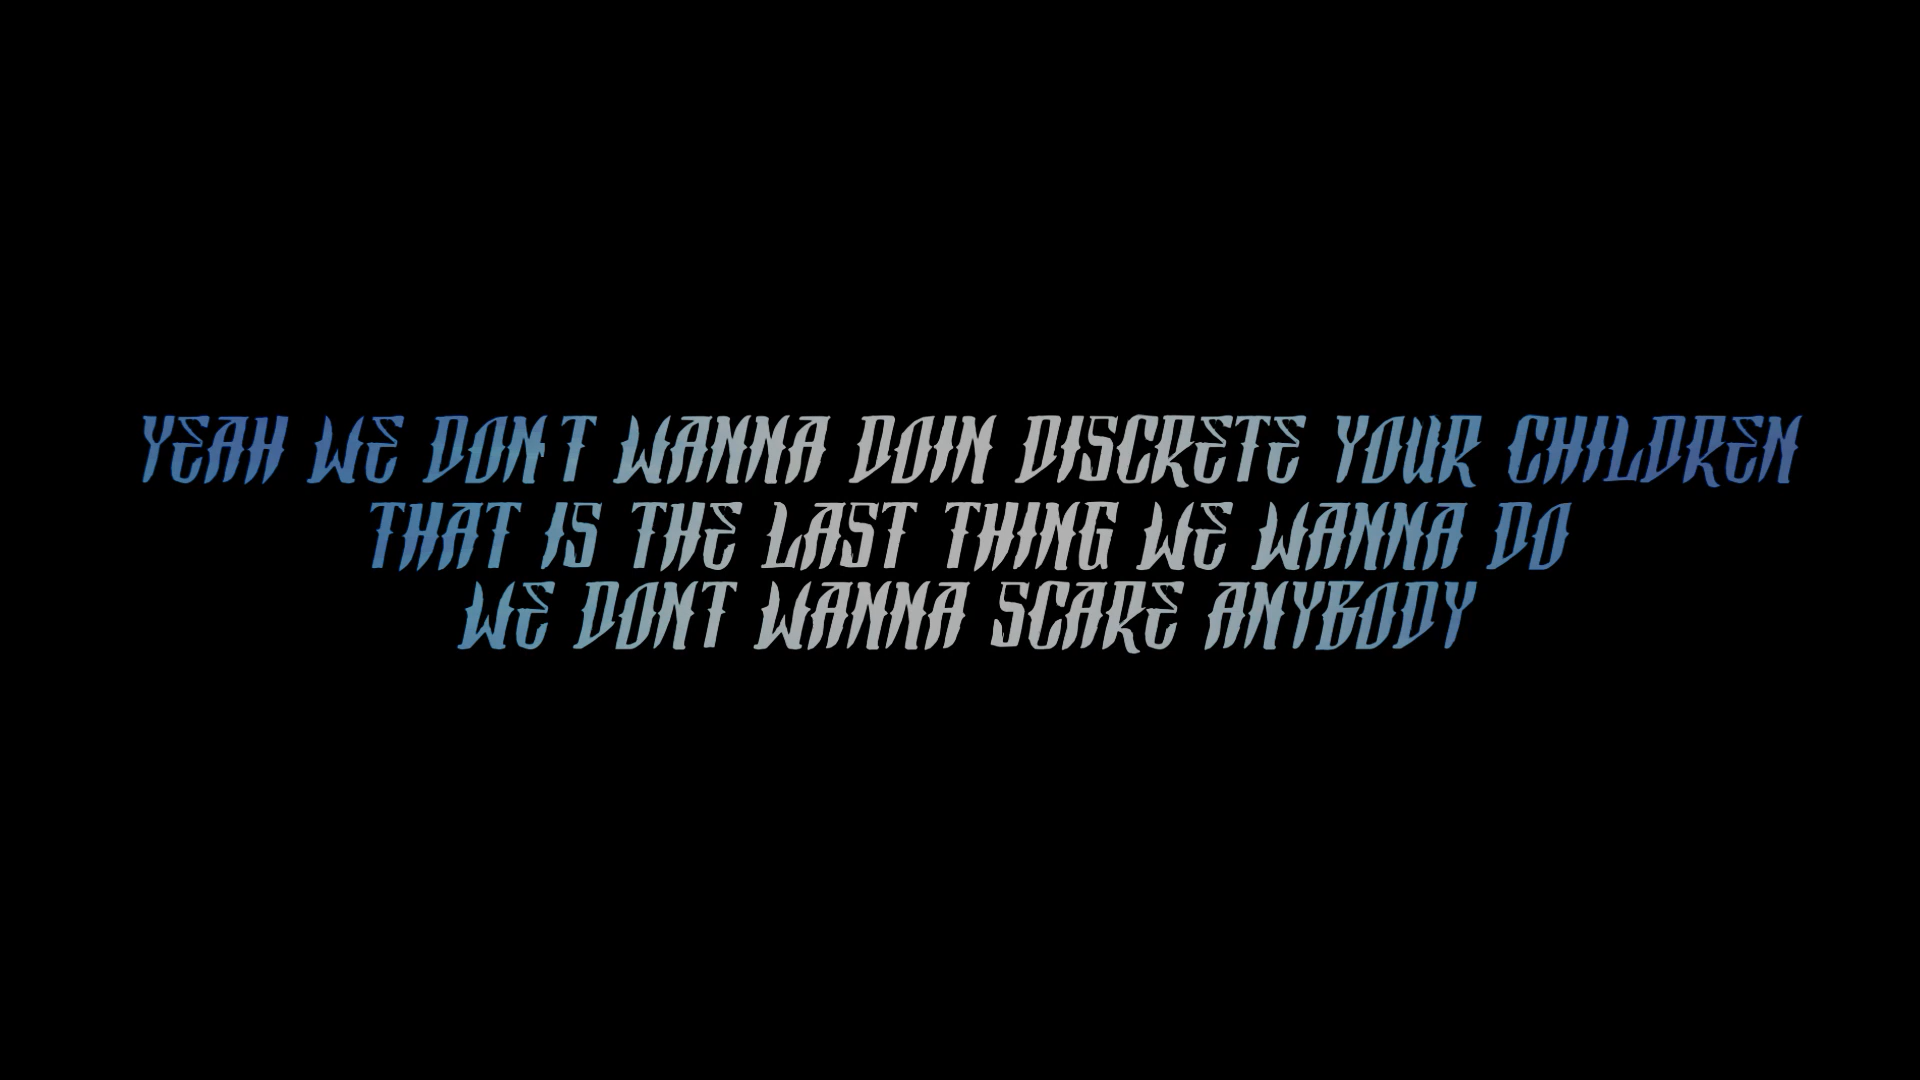 YEAH WE DON'T WANNA DOIN DISCRETE YOUR CHILDREN
THAT IS THE LAST THING WE WANNA DO
WE DONT WANNA SCARE ANYBODY